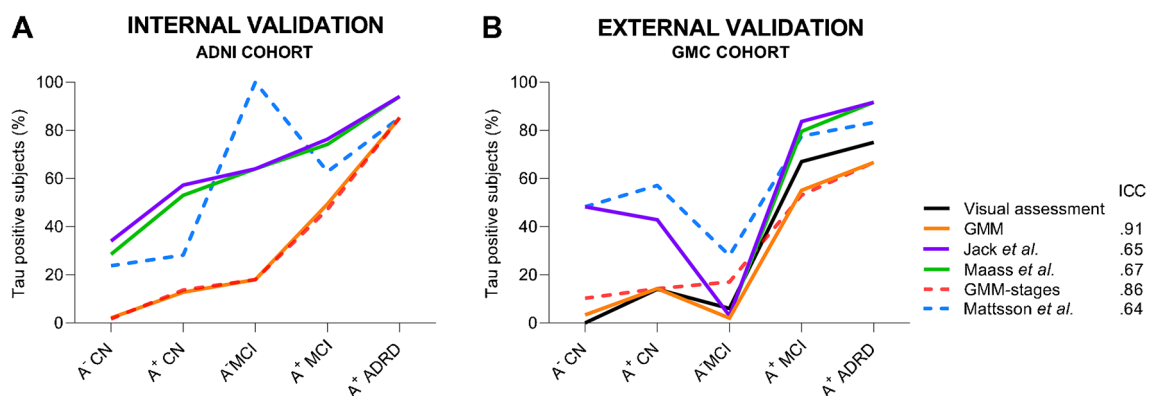 A
INTERNAL VALIDATION
ADNI COHORT
Tau positive subjects (%)
100
80
60
40
20
0
A⁻ CN
A⁺ CN
A⁻MCI
A⁺ MCI
A⁺ ADRD
B
EXTERNAL VALIDATION
GMC COHORT
Tau positive subjects (%)
100
80
60
40
20
0
A⁻ CN
A⁺ CN
A⁻MCI
A⁺ MCI
A⁺ ADRD
ICC
Visual assessment
GMM .91
Jack et al. .65
Maass et al. .67
GMM-stages .86
Mattsson et al. .64